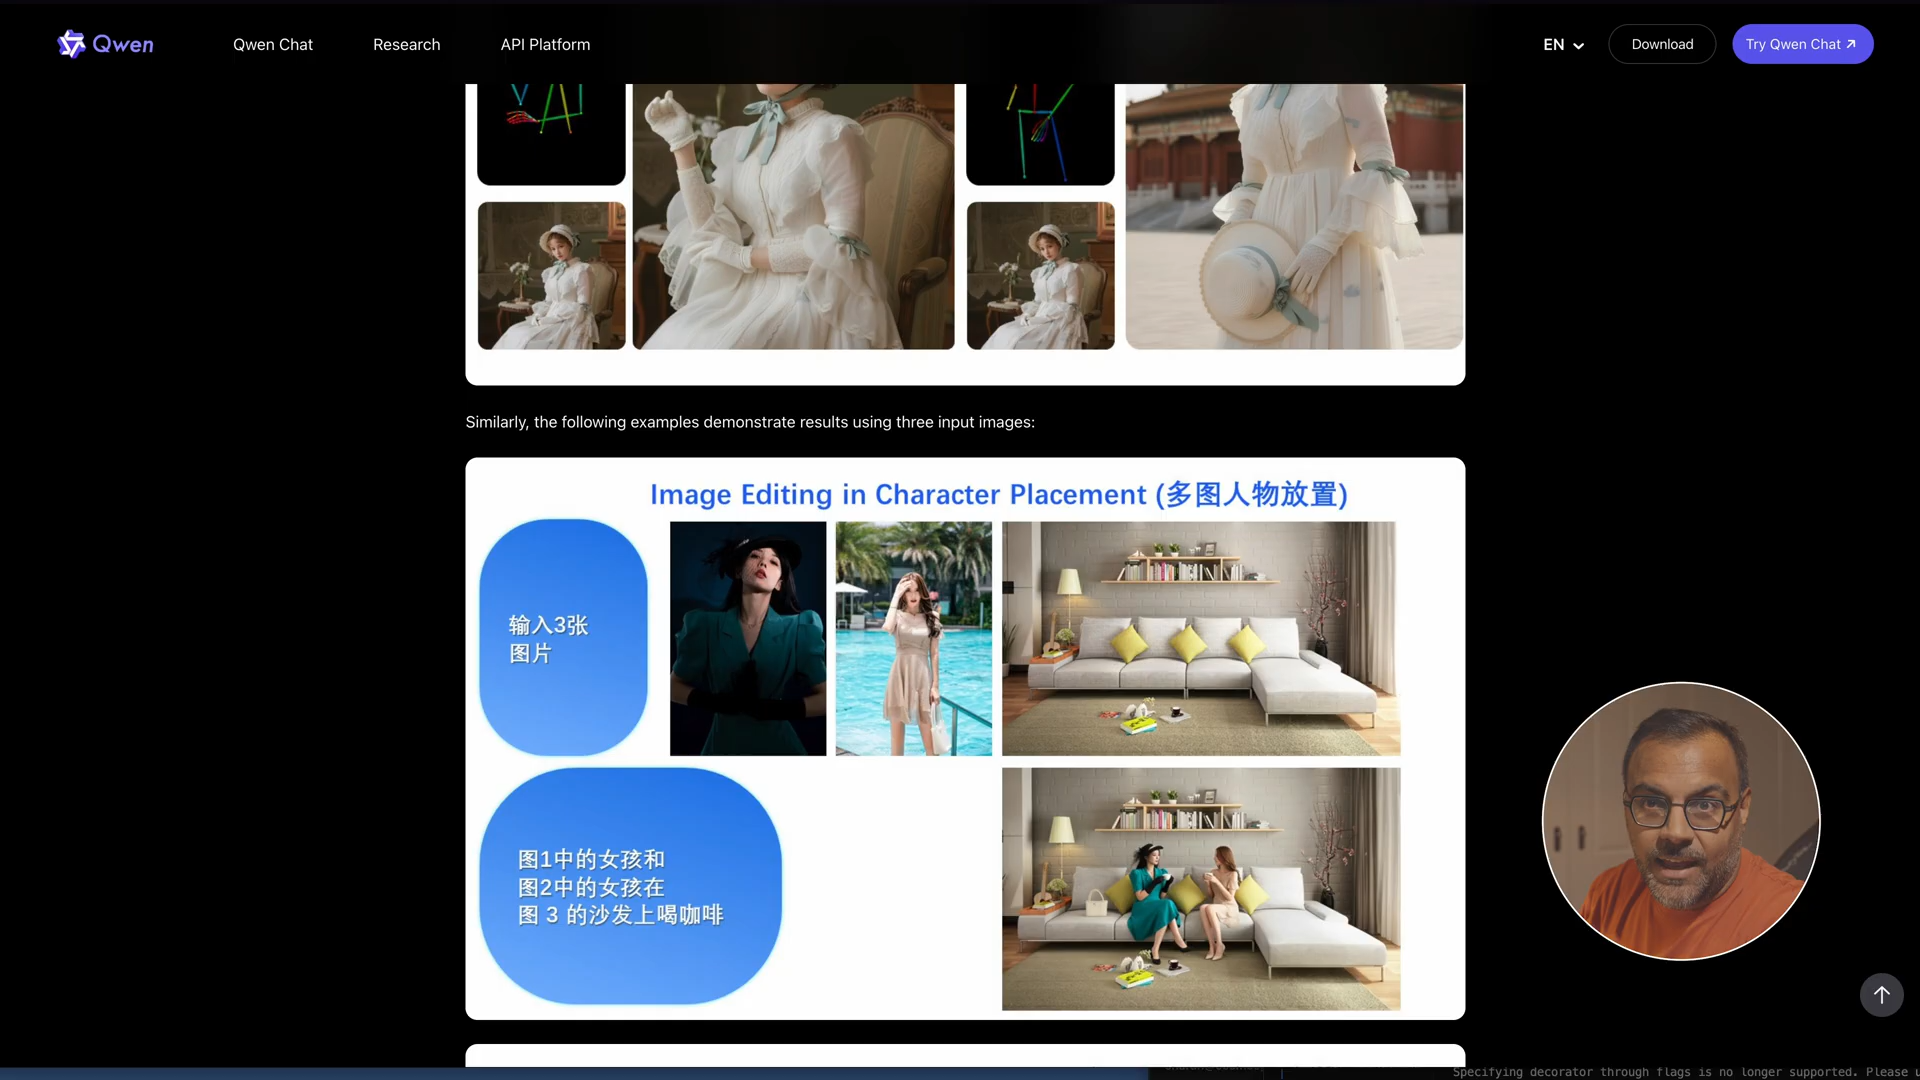 Qwen
Qwen Chat
Research
API Platform
EN
Download
Try Qwen Chat
Similarly, the following examples demonstrate results using three input images:
Image Editing in Character Placement (多图人物放置)
输入3张
图片
图1中的女孩和
图2中的女孩在
图 3 的沙发上喝咖啡
Specifying decorator through flags is no longer supported. Please